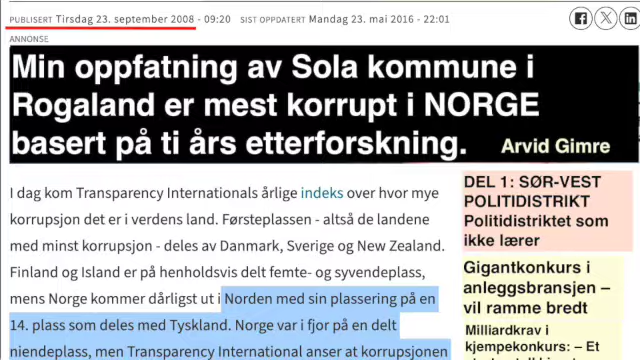 PUBLISERT Tirsdag 23. september 2008 - 09:20 SIST OPPDATERT Mandag 23. mai 2016 - 22:01
ANNONSE
Min oppfatning av Sola kommune i
Rogaland er mest korrupt i NORGE
basert på ti års etterforskning. Arvid Gimre
I dag kom Transparency Internationals årlige indeks over hvor mye
korrupsjon det er i verdens land. Førsteplassen - altså de landene
med minst korrupsjon - deles av Danmark, Sverige og New Zealand.
Finland og Island er på henholdsvis delt femte- og syvendeplass,
mens Norge kommer dårligst ut i Norden med sin plassering på en
14. plass som deles med Tyskland. Norge var i fjor på en delt
niendeplass, men Transparency International anser at korrupsjonen
DEL 1: SØR-VEST
POLITIDISTRIKT
Politidistriktet som
ikke lærer
Gigantkonkurs i
anleggsbransjen –
vil ramme bredt
Milliardkrav i
kjempekonkurs: – Et